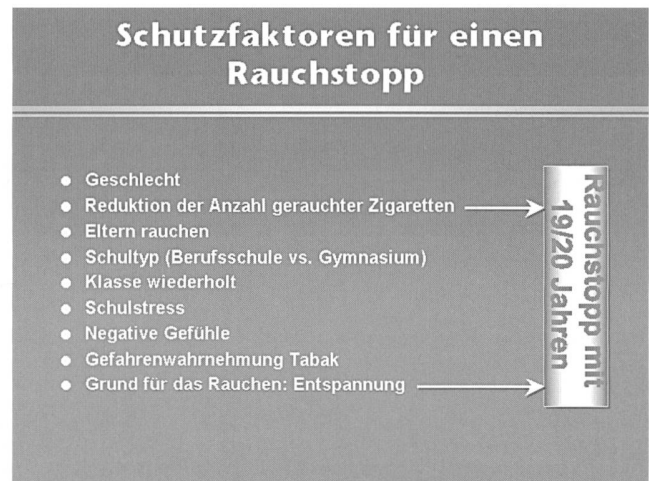 Schutzfaktoren für einen
Rauchstopp
● Geschlecht
● Reduktion der Anzahl gerauchter Zigaretten
● Eltern rauchen
● Schultyp (Berufsschule vs. Gymnasium)
● Klasse wiederholt
● Schulstress
● Negative Gefühle
● Gefahrenwahrnehmung Tabak
● Grund für das Rauchen: Entspannung
Rauchstopp mit
19/20 Jahren